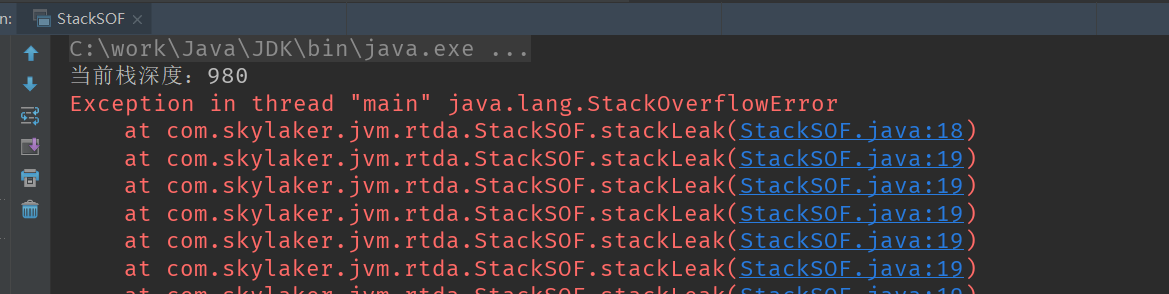 n:
StackSOF ×
C:\work\Java\JDK\bin\java.exe ...
当前栈深度：980
Exception in thread "main" java.lang.StackOverflowError
at com.skylaker.jvm.rtda.StackSOF.stackLeak(StackSOF.java:18)
at com.skylaker.jvm.rtda.StackSOF.stackLeak(StackSOF.java:19)
at com.skylaker.jvm.rtda.StackSOF.stackLeak(StackSOF.java:19)
at com.skylaker.jvm.rtda.StackSOF.stackLeak(StackSOF.java:19)
at com.skylaker.jvm.rtda.StackSOF.stackLeak(StackSOF.java:19)
at com.skylaker.jvm.rtda.StackSOF.stackLeak(StackSOF.java:19)